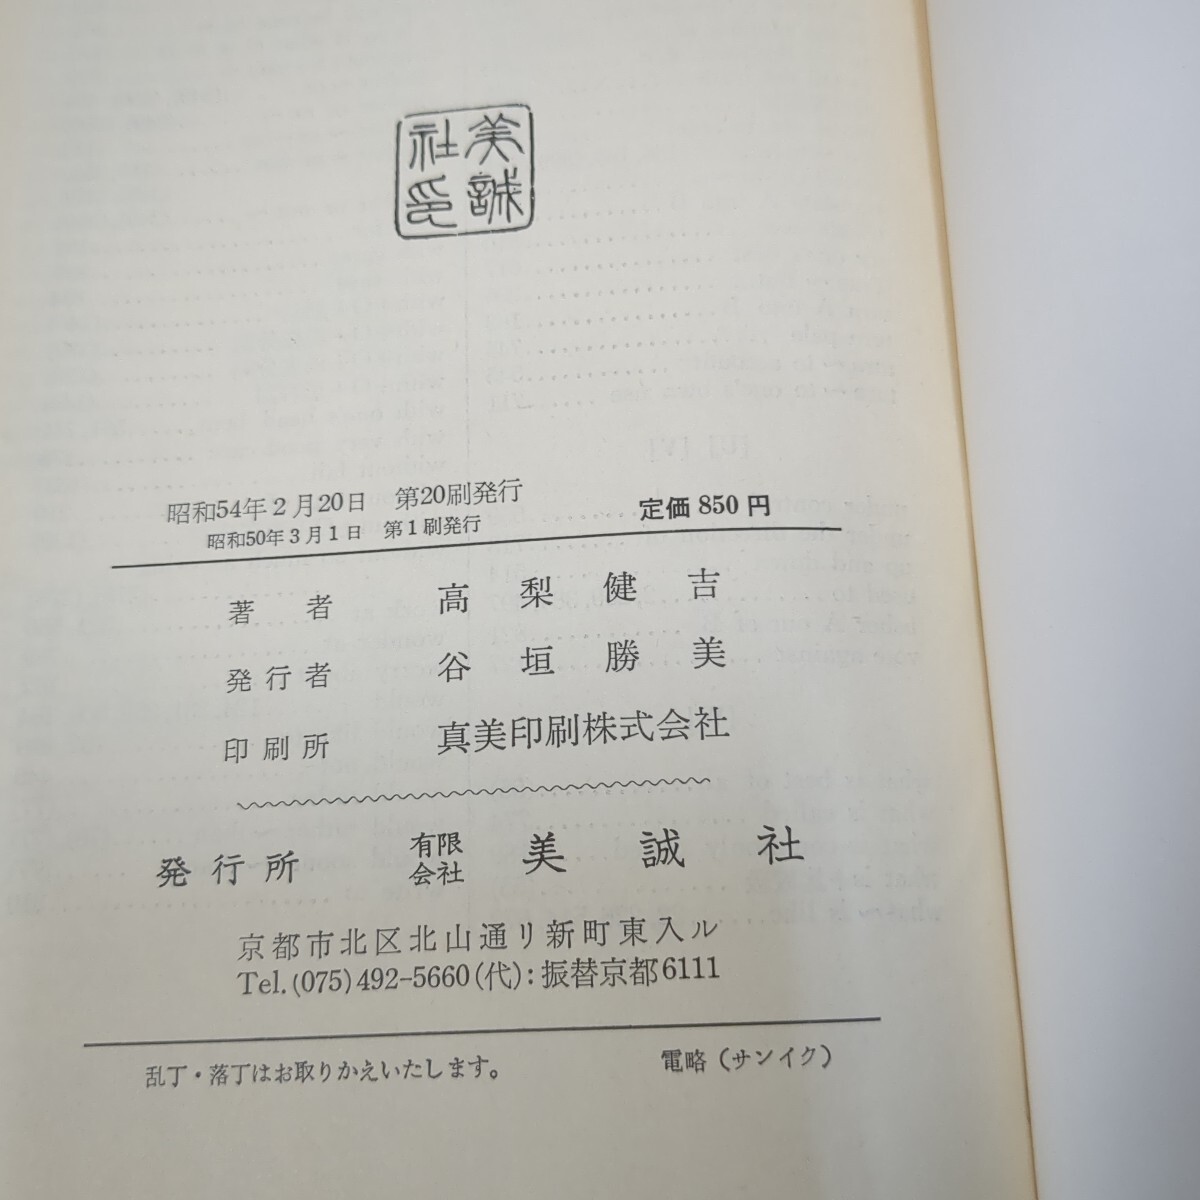 美誠
社印
昭和54年2月20日 第20刷発行
昭和50年3月1日 第1刷発行
定価 850 円
著者 高梨健吉
発行者 谷垣勝美
印刷所 真美印刷株式会社
発行所 有限会社 美誠社
京都市北区北山通リ新町東入ル
Tel.(075)492-5660(代):振替京都6111
乱丁・落丁はお取りかえいたします。 電略(サンイク)